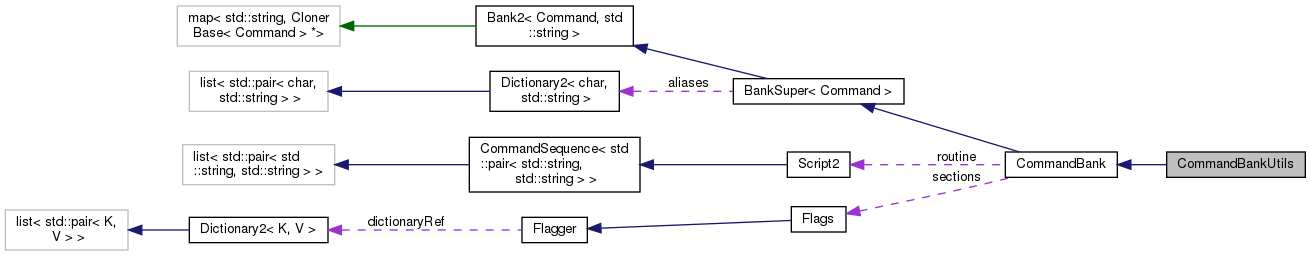 map< std::string, Cloner
Base< Command > *>
Bank2< Command, std
::string >
list< std::pair< char,
std::string > >
Dictionary2< char,
std::string >
aliases
BankSuper< Command >
list< std::pair< std
::string, std::string > >
CommandSequence< std
::pair< std::string,
std::string > >
Script2
routine
CommandBank
CommandBankUtils
sections
list< std::pair< K,
V > >
Dictionary2< K, V >
dictionaryRef
Flagger
Flags